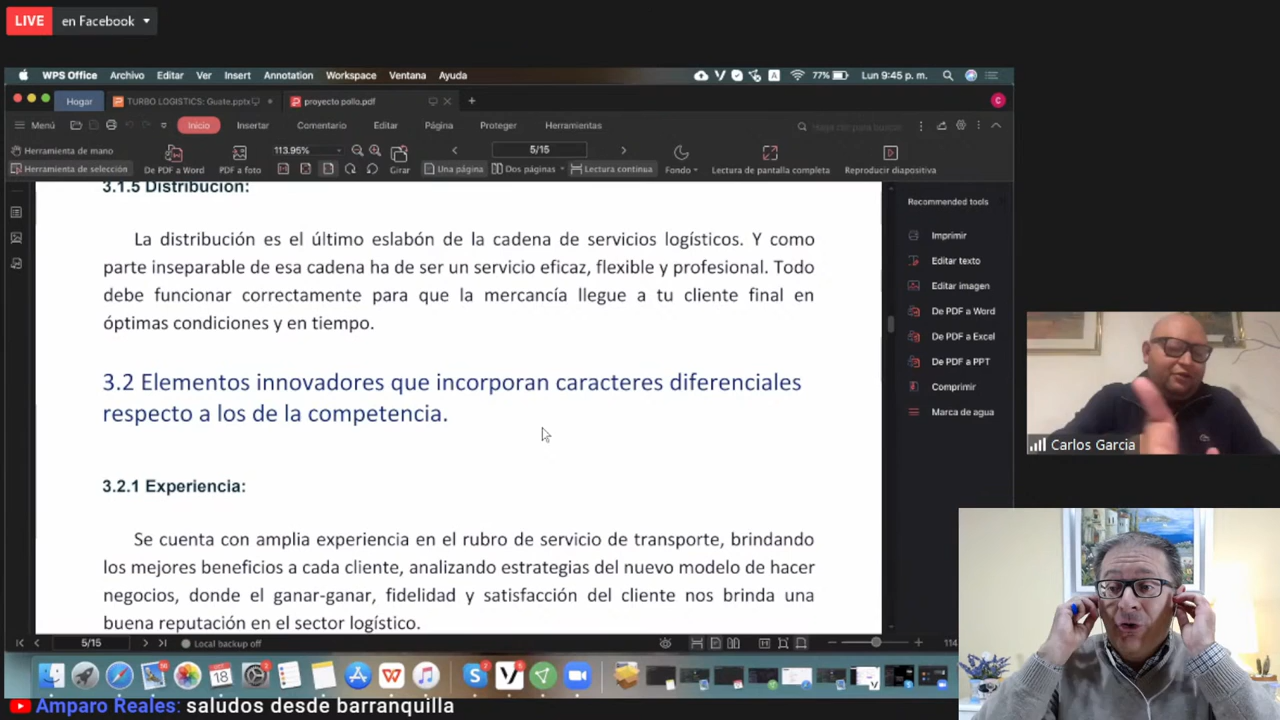 LIVE en Facebook
WPS Office Archivo Editar Ver Insert Annotation Workspace Ventana Ayuda 77% Lun 9:45 p. m.
Hogar TURBO LOGISTICS: Guate.pptx proyecto pollo.pdf C
Menú Inicio Insertar Comentario Editar Página Proteger Herramientas
Herramienta de mano 113.95% 5/15
Herramienta de selección De PDF a Word PDF a foto Girar Una página Dos páginas Lectura continua Fondo Lectura de pantalla completa Reproducir diapositiva
3.1.5 Distribución:
La distribución es el último eslabón de la cadena de servicios logísticos. Y como
parte inseparable de esa cadena ha de ser un servicio eficaz, flexible y profesional. Todo
debe funcionar correctamente para que la mercancía llegue a tu cliente final en
óptimas condiciones y en tiempo.
3.2 Elementos innovadores que incorporan caracteres diferenciales
respecto a los de la competencia.
3.2.1 Experiencia:
Se cuenta con amplia experiencia en el rubro de servicio de transporte, brindando
los mejores beneficios a cada cliente, analizando estrategias del nuevo modelo de hacer
negocios, donde el ganar-ganar, fidelidad y satisfacción del cliente nos brinda una
buena reputación en el sector logístico.
Recommended tools
Imprimir
Editar texto
Editar imagen
De PDF a Word
De PDF a Excel
De PDF a PPT
Comprimir
Marca de agua
Carlos Garcia
5/15 Local backup off 114
OCT
18
Amparo Reales: saludos desde barranquilla